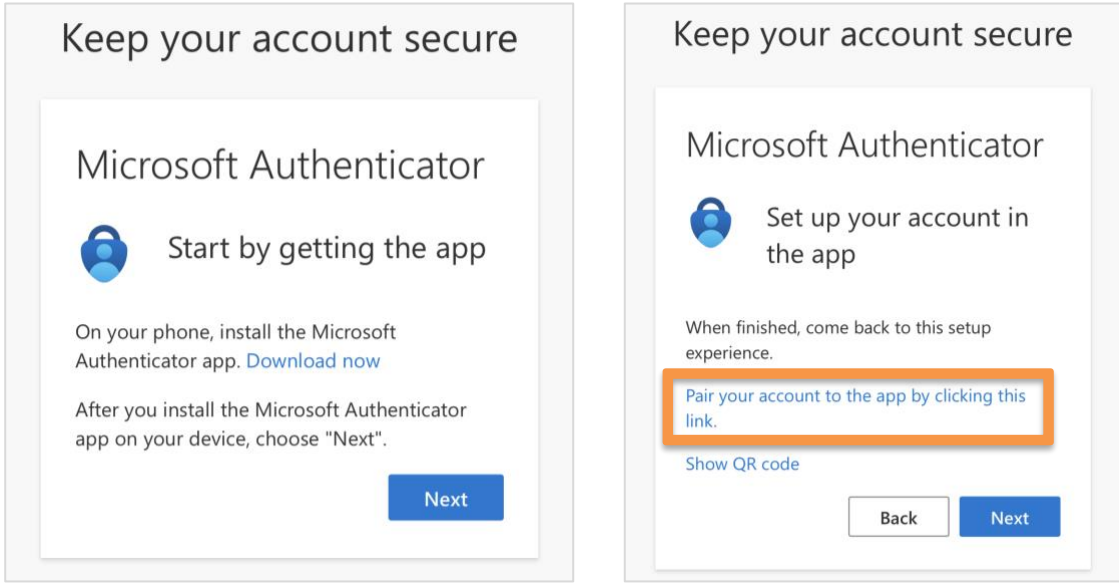 Keep your account secure
Microsoft Authenticator
Start by getting the app
On your phone, install the Microsoft
Authenticator app. Download now
After you install the Microsoft Authenticator
app on your device, choose "Next".
Next
Keep your account secure
Microsoft Authenticator
Set up your account in
the app
When finished, come back to this setup
experience.
Pair your account to the app by clicking this
link.
Show QR code
Back
Next